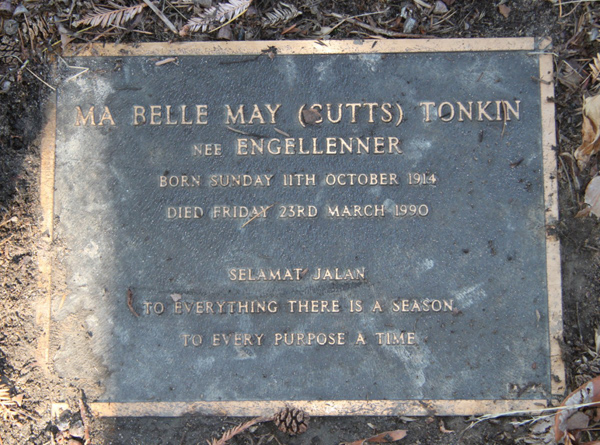 MA BELLE MAY (SUTTS) TONKIN
NEE ENGELLENNER
BORN SUNDAY 11TH OCTOBER 1914
DIED FRIDAY 23RD MARCH 1990
SELAMAT JALAN
TO EVERYTHING THERE IS A SEASON
TO EVERY PURPOSE A TIME